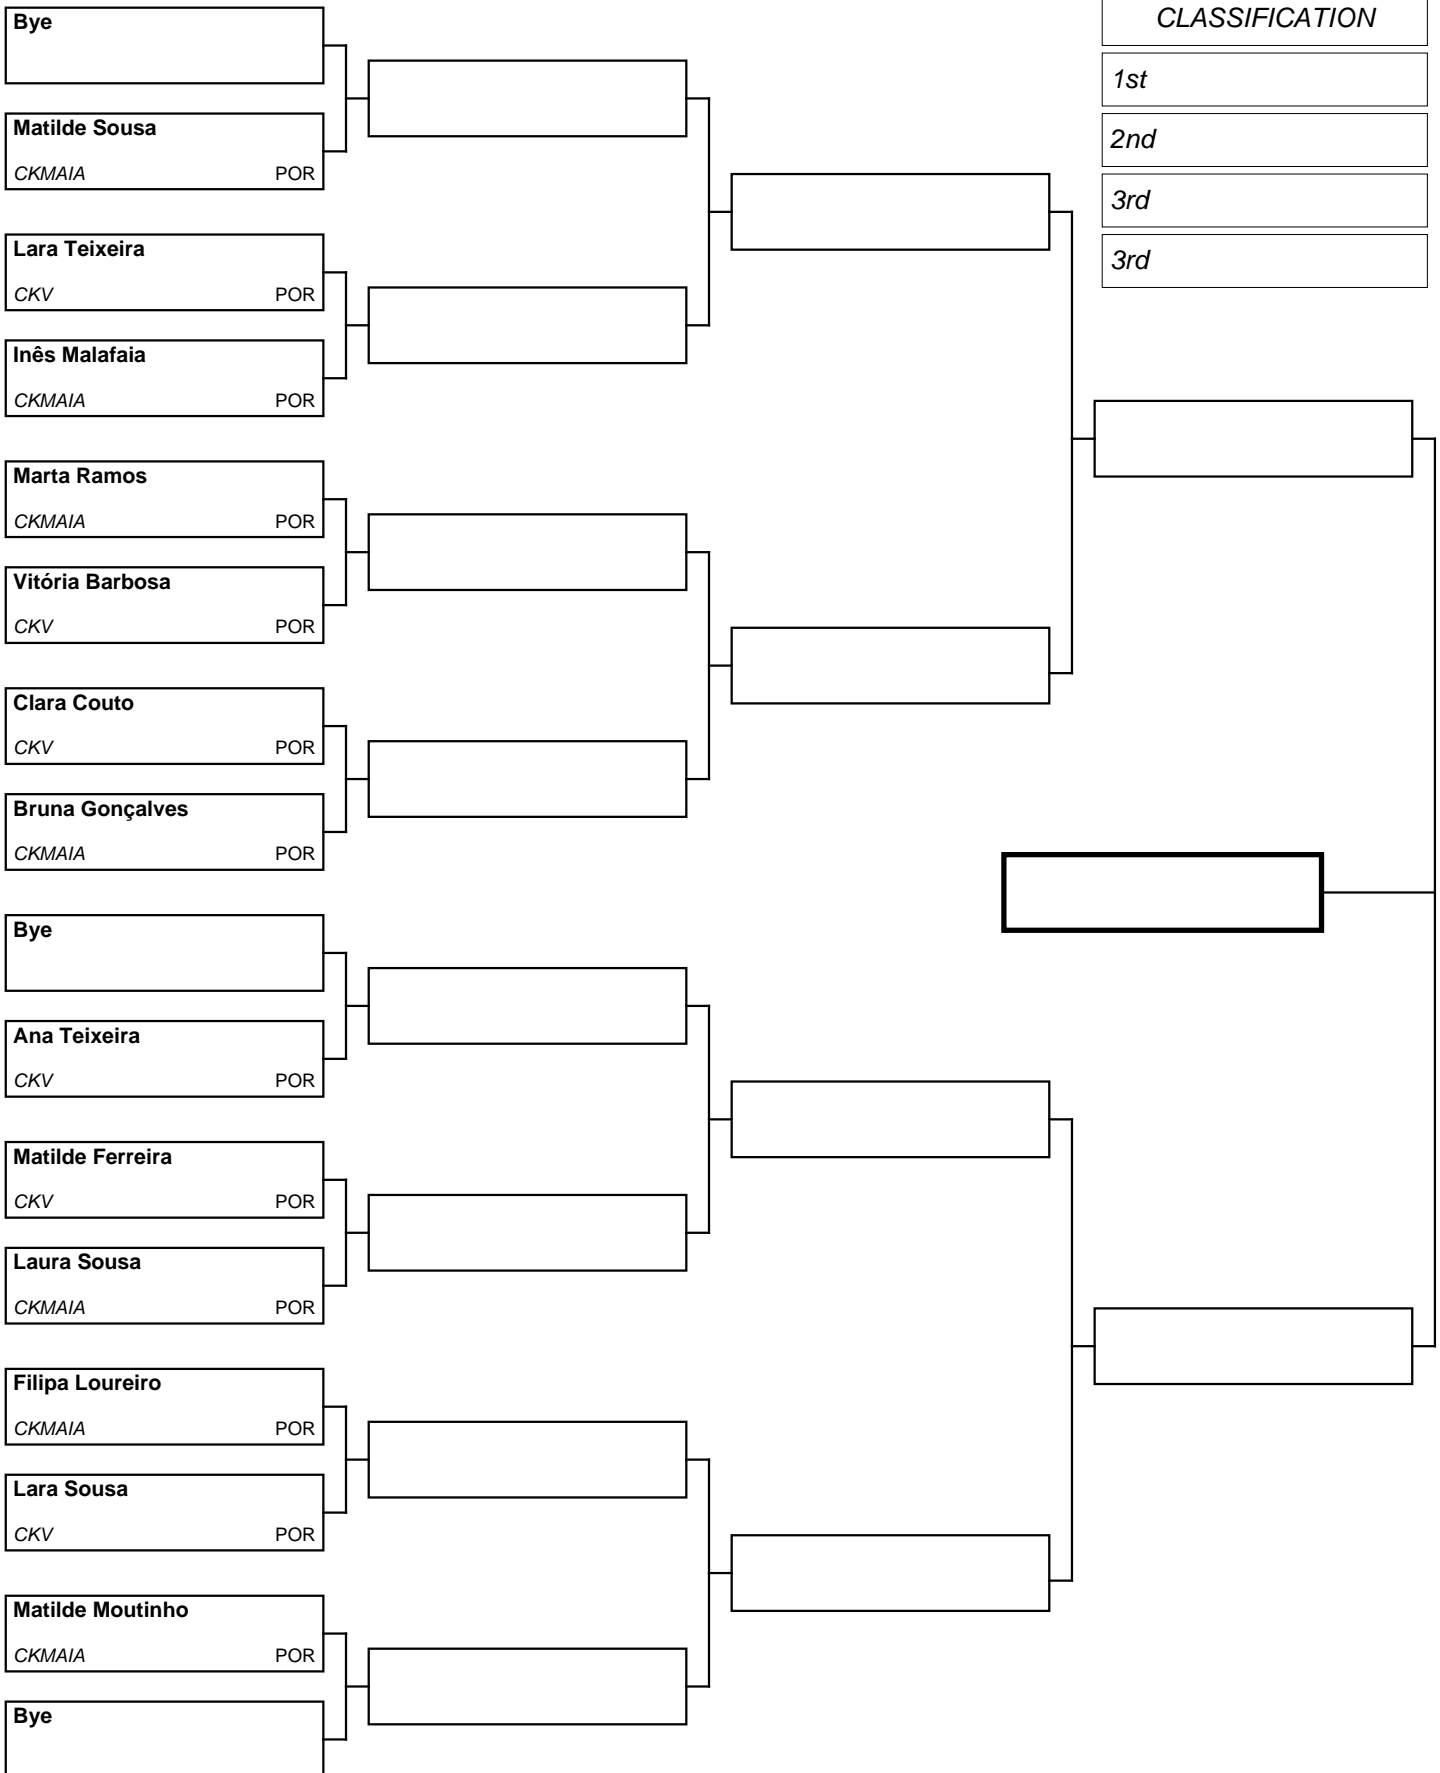 Bye
Matilde Sousa
CKMAIA POR
Lara Teixeira
CKV POR
Inês Malafaia
CKMAIA POR
Marta Ramos
CKMAIA POR
Vitória Barbosa
CKV POR
Clara Couto
CKV POR
Bruna Gonçalves
CKMAIA POR
Bye
Ana Teixeira
CKV POR
Matilde Ferreira
CKV POR
Laura Sousa
CKMAIA POR
Filipa Loureiro
CKMAIA POR
Lara Sousa
CKV POR
Matilde Moutinho
CKMAIA POR
Bye
CLASSIFICATION
1st
2nd
3rd
3rd